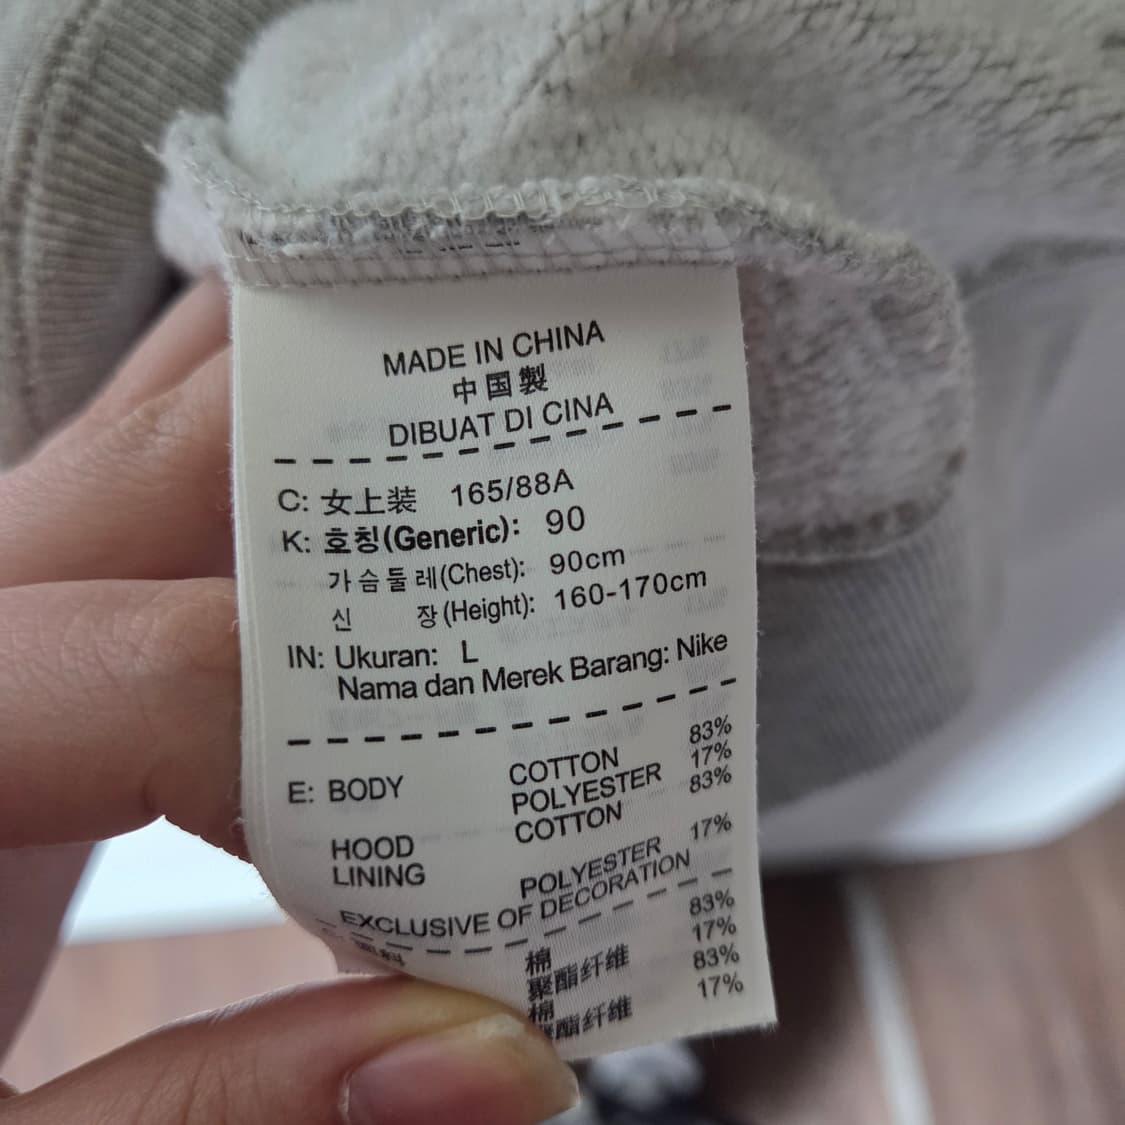 MADE IN CHINA
中国製
DIBUAT DI CINA
C: 女上装 165/88A
K: 호칭(Generic): 90
가슴둘레(Chest): 90cm
신 장(Height): 160-170cm
IN: Ukuran: L
Nama dan Merek Barang: Nike
E: BODY COTTON 83%
POLYESTER 17%
HOOD LINING COTTON 83%
POLYESTER 17%
EXCLUSIVE OF DECORATION
面料 棉 83%
聚酯纤维 17%
棉 83%
聚酯纤维 17%